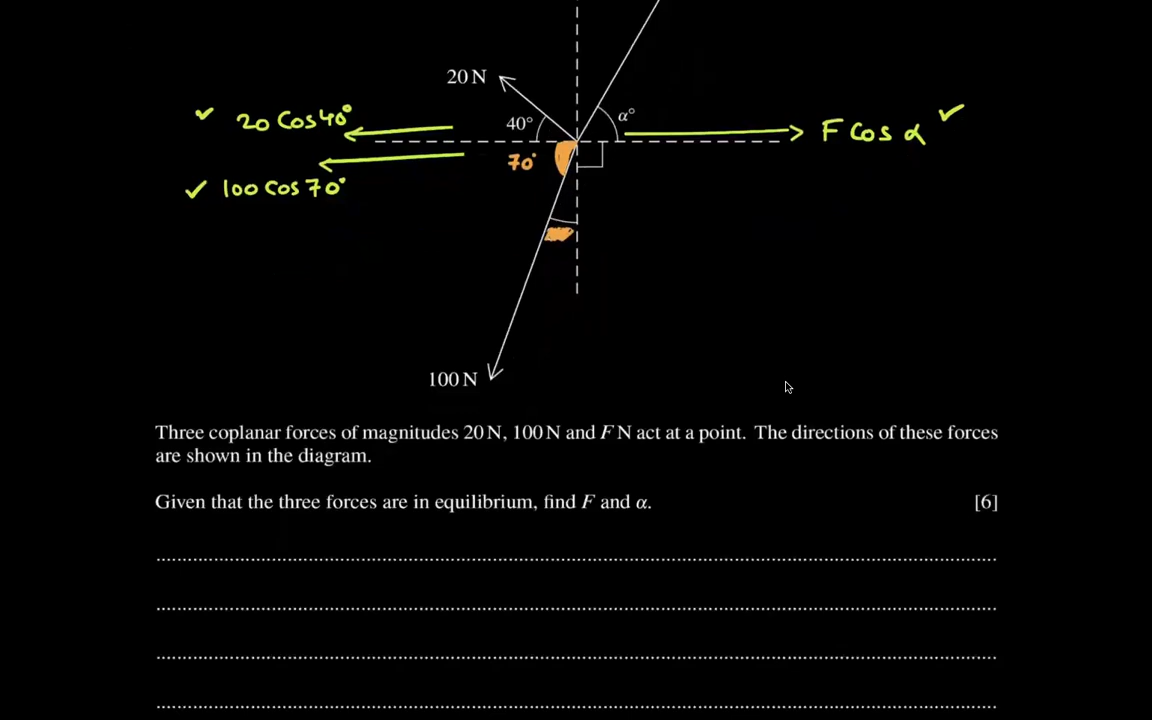 20 N
✓ 20 Cos 40°
40°
α°
F Cos α ✓
70°
✓ 100 Cos 70°
100 N
Three coplanar forces of magnitudes 20 N, 100 N and F N act at a point. The directions of these forces
are shown in the diagram.
Given that the three forces are in equilibrium, find F and α. [6]